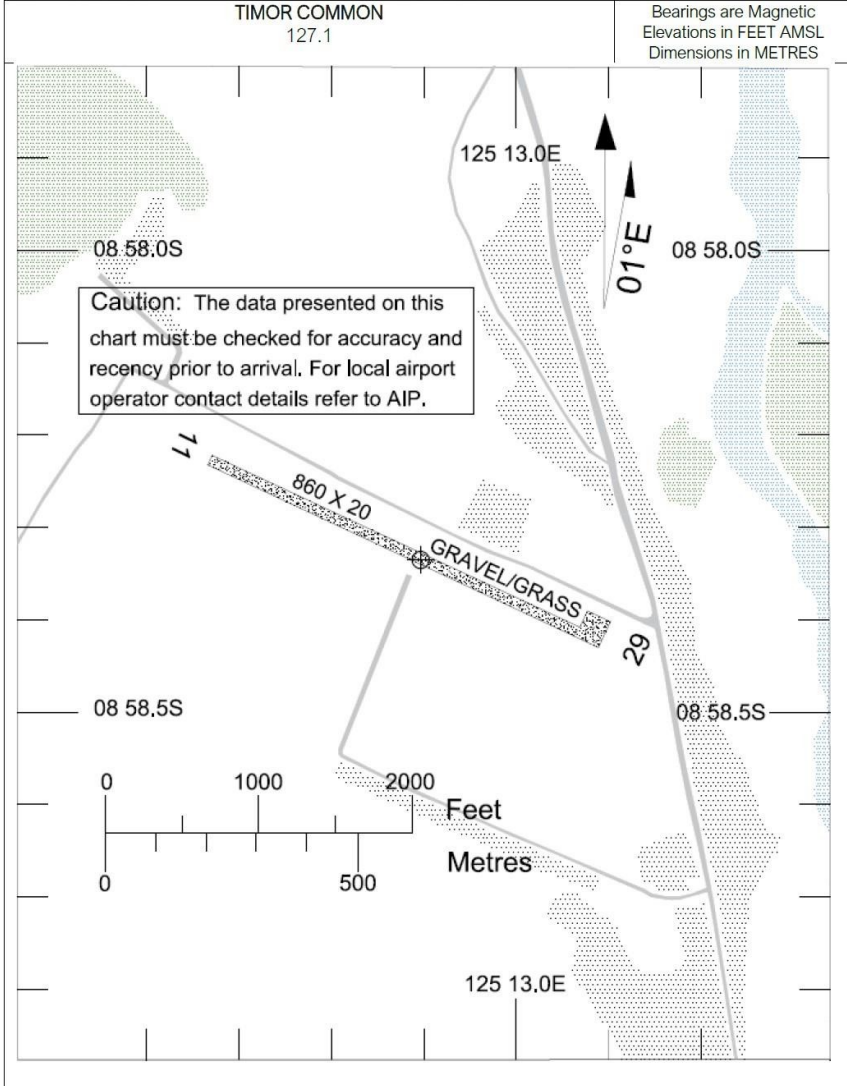 TIMOR COMMON
127.1
Bearings are Magnetic
Elevations in FEET AMSL
Dimensions in METRES
125 13.0E
08 58.0S
08 58.0S
01°E
Caution: The data presented on this
chart must be checked for accuracy and
recency prior to arrival. For local airport
operator contact details refer to AIP.
11
860 X 20
GRAVEL/GRASS
29
08 58.5S
08 58.5S
0 1000 2000
Feet
Metres
0 500
125 13.0E